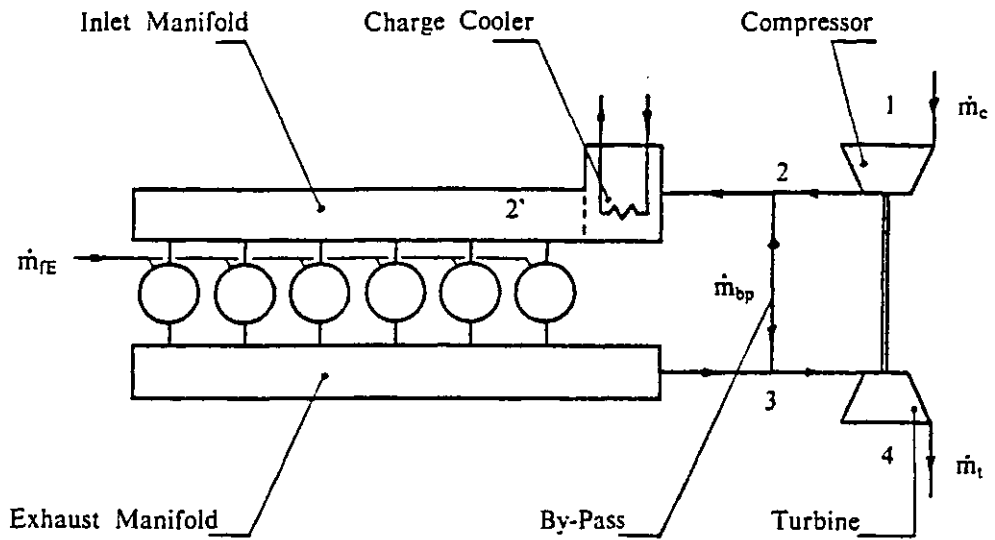 Inlet Manifold
Charge Cooler
Compressor
1
ṁc
2
2`
ṁfE
ṁbp
3
4
ṁt
Exhaust Manifold
By-Pass
Turbine